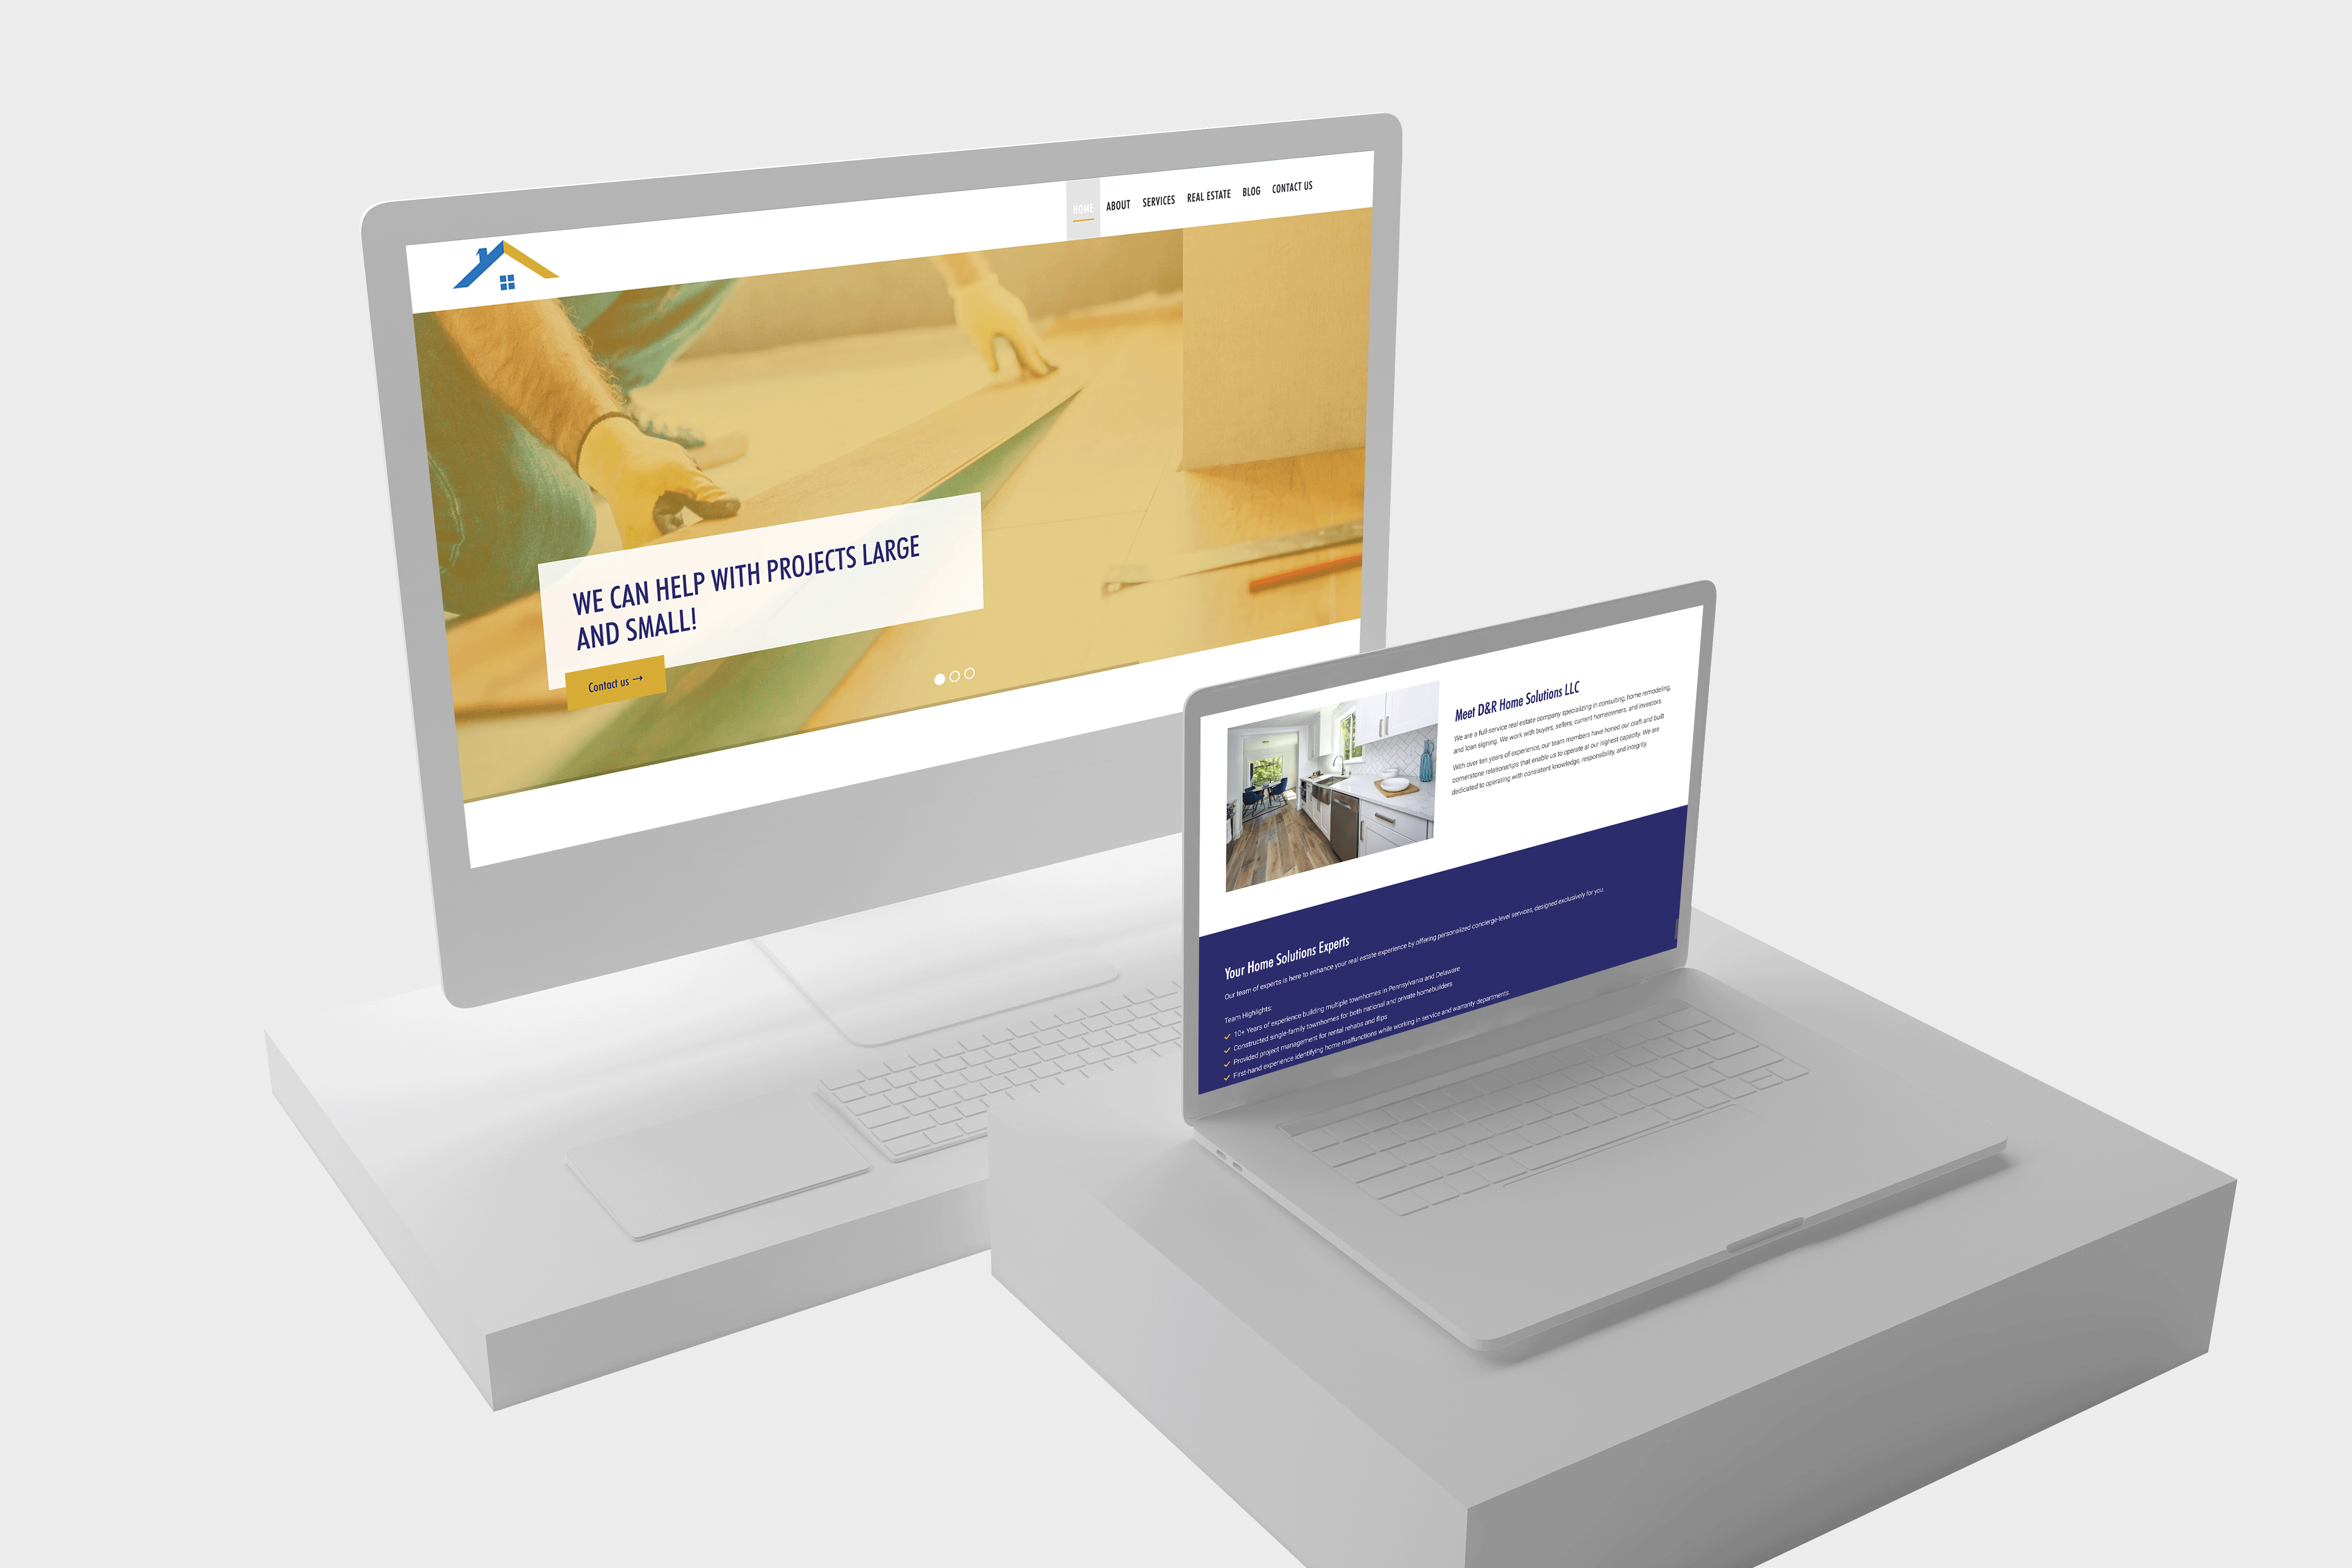 HOME ABOUT SERVICES REAL ESTATE BLOG CONTACT US
WE CAN HELP WITH PROJECTS LARGE
AND SMALL!
Contact us →
Meet D&R Home Solutions LLC
We are a full-service real estate company specializing in consulting, home remodeling,
and loan signing. We work with buyers, sellers, current homeowners, and investors.
With over ten years of experience, our team members have honed our craft and built
cornerstone relationships that enable us to operate at our highest capacity. We are
dedicated to operating with consistent knowledge, responsibility, and integrity.
Your Home Solutions Experts
Our team of experts is here to enhance your real estate experience by offering personalized concierge-level services, designed exclusively for you.
Team Highlights:
10+ Years of experience building multiple townhomes in Pennsylvania and Delaware
Constructed single-family townhomes for both national and private homebuilders
Provided project management for rental rehabs and flips
First-hand experience identifying home malfunctions while working in service and warranty departments.